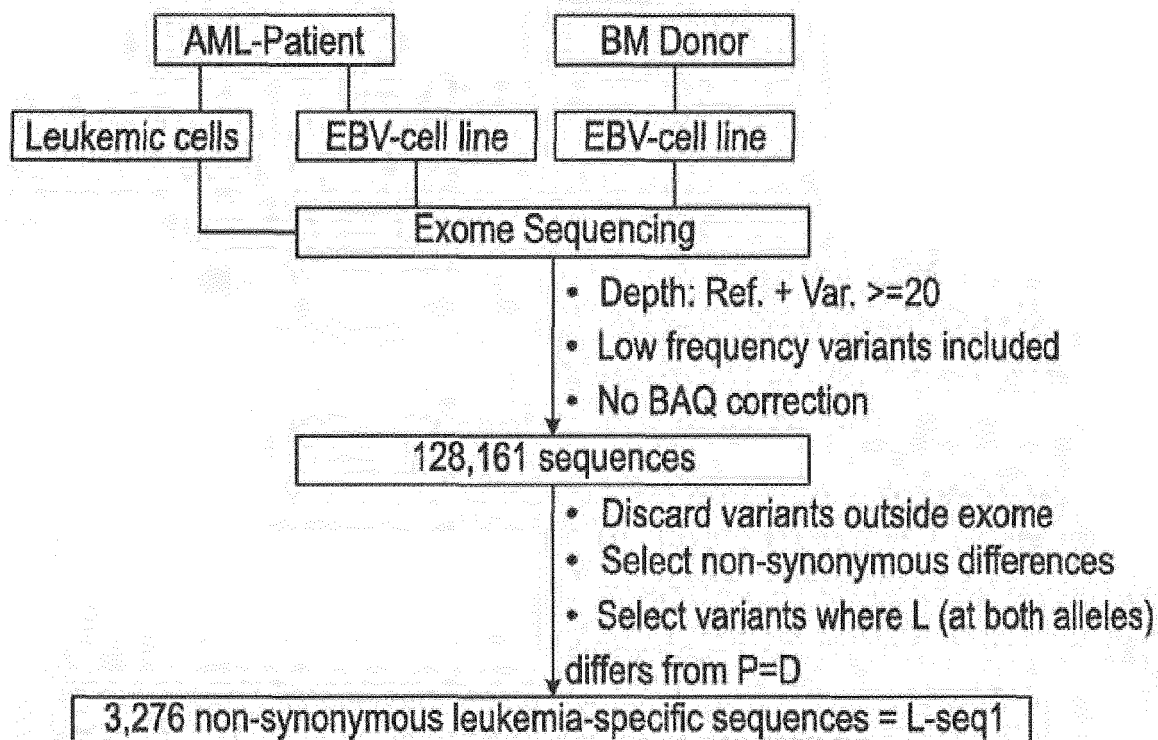 AML-Patient
BM Donor
Leukemic cells
EBV-cell line
EBV-cell line
Exome Sequencing
• Depth: Ref. + Var. >=20
• Low frequency variants included
• No BAQ correction
128,161 sequences
• Discard variants outside exome
• Select non-synonymous differences
• Select variants where L (at both alleles)
differs from P=D
3,276 non-synonymous leukemia-specific sequences = L-seq1